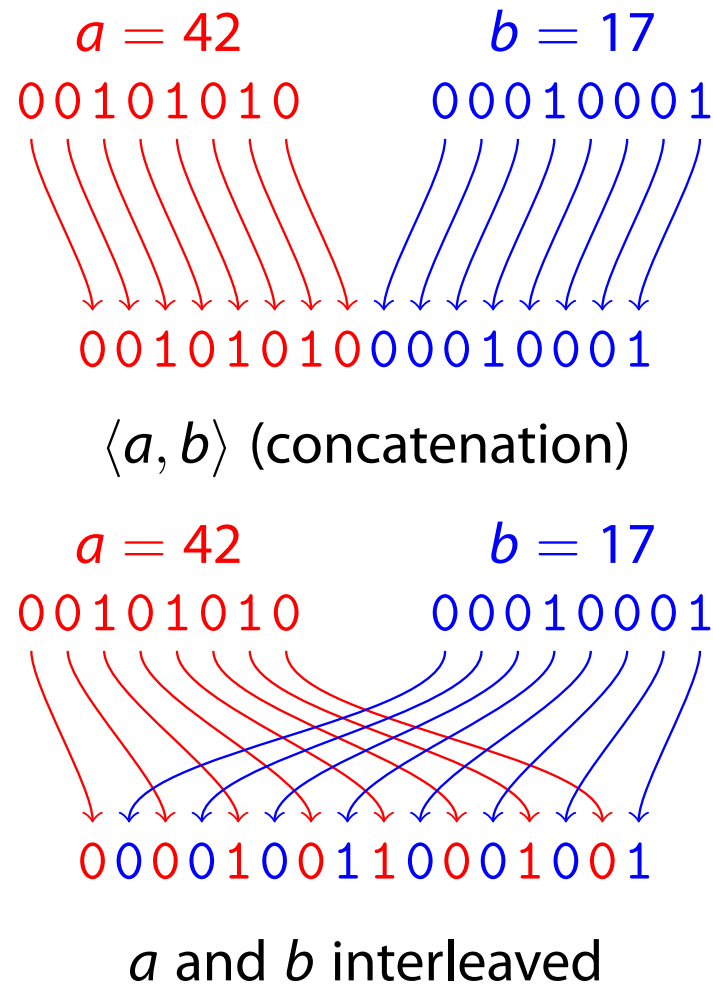 a = 42 b = 17
00101010 00010001
0010101000010001
⟨a, b⟩ (concatenation)
a = 42 b = 17
00101010 00010001
0000100110001001
a and b interleaved